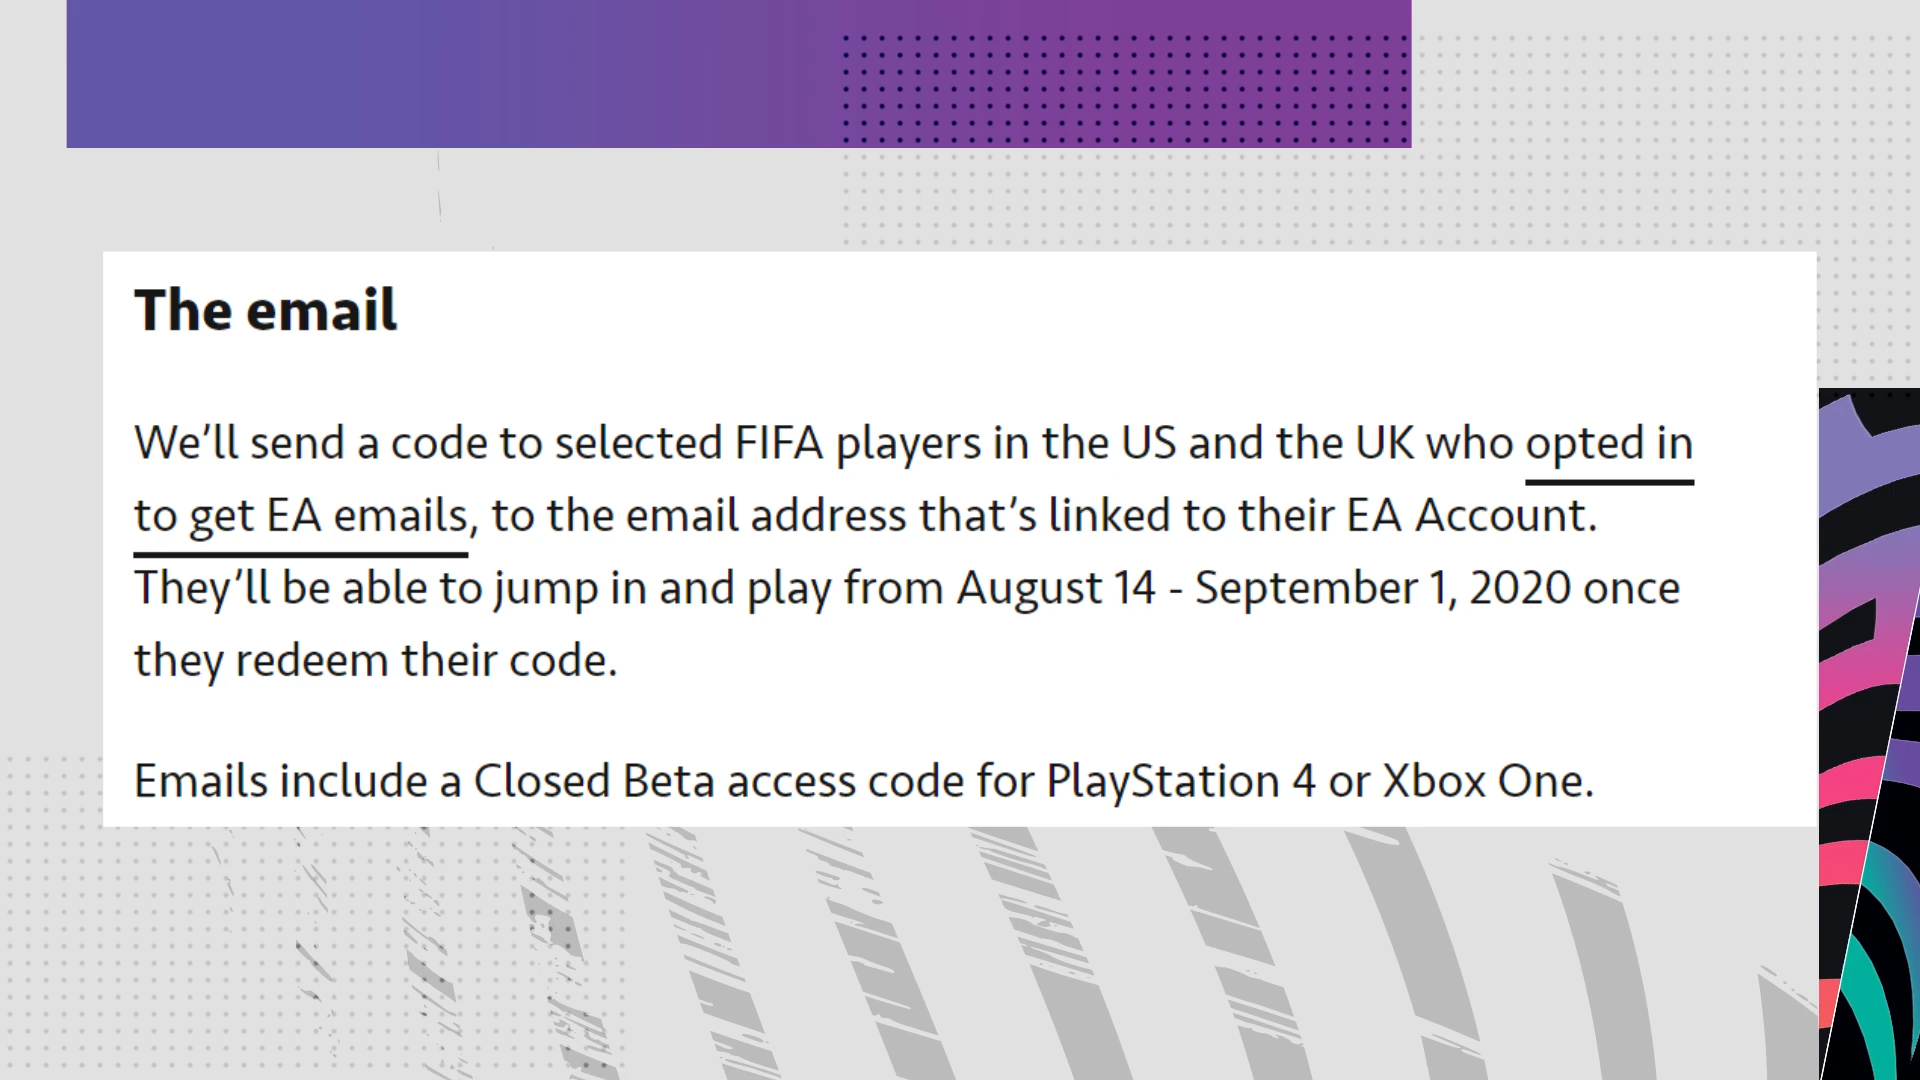 The email
We’ll send a code to selected FIFA players in the US and the UK who opted in
to get EA emails, to the email address that’s linked to their EA Account.
They’ll be able to jump in and play from August 14 - September 1, 2020 once
they redeem their code.
Emails include a Closed Beta access code for PlayStation 4 or Xbox One.